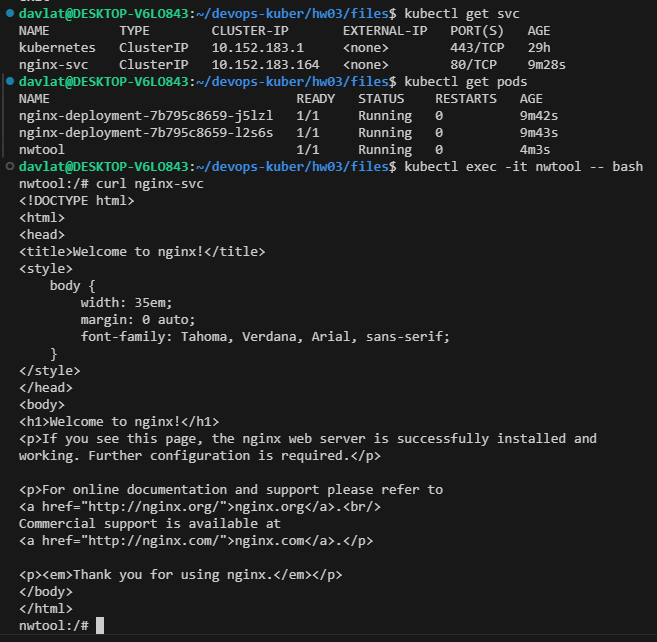 davlat@DESKTOP-V6LO843:~/devops-kuber/hw03/files$ kubectl get svc
NAME         TYPE        CLUSTER-IP       EXTERNAL-IP   PORT(S)   AGE
kubernetes   ClusterIP   10.152.183.1     <none>        443/TCP   29h
nginx-svc    ClusterIP   10.152.183.164   <none>        80/TCP    9m28s
davlat@DESKTOP-V6LO843:~/devops-kuber/hw03/files$ kubectl get pods
NAME                                READY   STATUS    RESTARTS   AGE
nginx-deployment-7b795c8659-j5lzl   1/1     Running   0          9m42s
nginx-deployment-7b795c8659-l2s6s   1/1     Running   0          9m43s
nwtool                              1/1     Running   0          4m3s
davlat@DESKTOP-V6LO843:~/devops-kuber/hw03/files$ kubectl exec -it nwtool -- bash
nwtool:/# curl nginx-svc
<!DOCTYPE html>
<html>
<head>
<title>Welcome to nginx!</title>
<style>
    body {
        width: 35em;
        margin: 0 auto;
        font-family: Tahoma, Verdana, Arial, sans-serif;
    }
</style>
</head>
<body>
<h1>Welcome to nginx!</h1>
<p>If you see this page, the nginx web server is successfully installed and
working. Further configuration is required.</p>

<p>For online documentation and support please refer to
<a href="http://nginx.org/">nginx.org</a>.<br/>
Commercial support is available at
<a href="http://nginx.com/">nginx.com</a>.</p>

<p><em>Thank you for using nginx.</em></p>
</body>
</html>
nwtool:/#